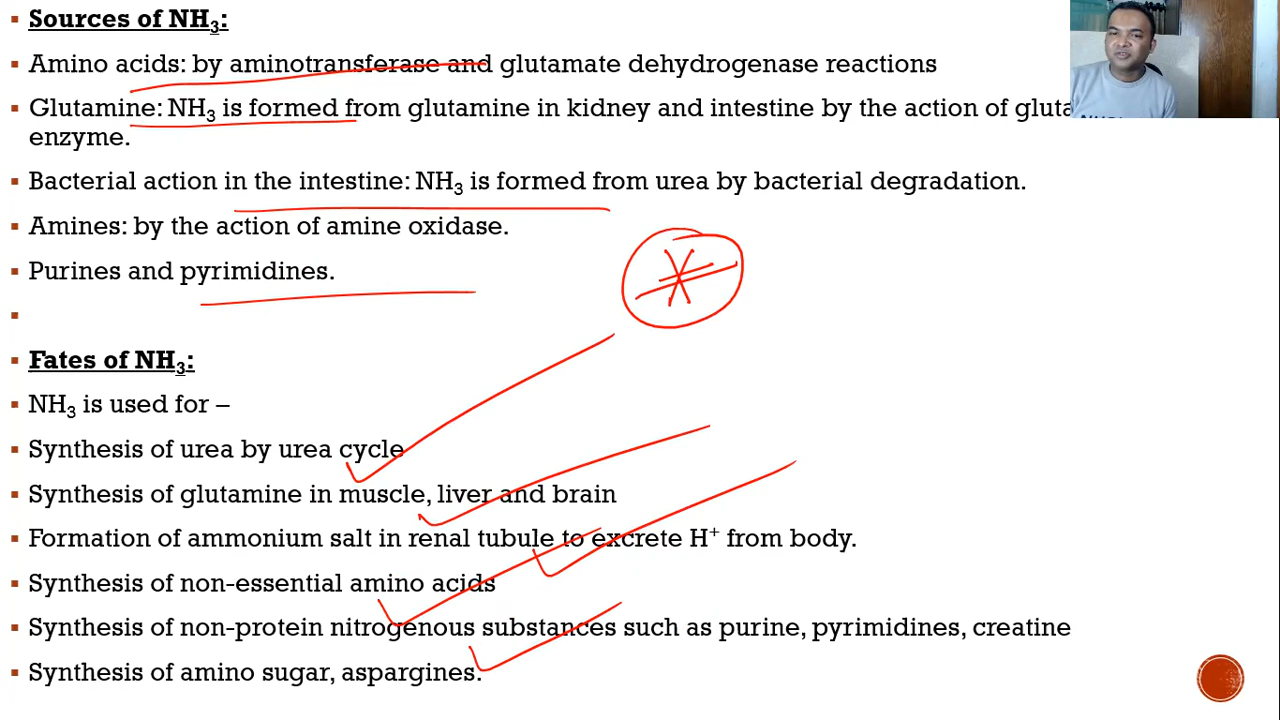 Sources of NH₃:
Amino acids: by aminotransferase and glutamate dehydrogenase reactions
Glutamine: NH₃ is formed from glutamine in kidney and intestine by the action of
enzyme.
Bacterial action in the intestine: NH₃ is formed from urea by bacterial degradation.
Amines: by the action of amine oxidase.
Purines and pyrimidines.
Fates of NH₃:
NH₃ is used for –
Synthesis of urea by urea cycle
Synthesis of glutamine in muscle, liver and brain
Formation of ammonium salt in renal tubule to excrete H⁺ from body.
Synthesis of non-essential amino acids
Synthesis of non-protein nitrogenous substances such as purine, pyrimidines, creatine
Synthesis of amino sugar, aspargines.